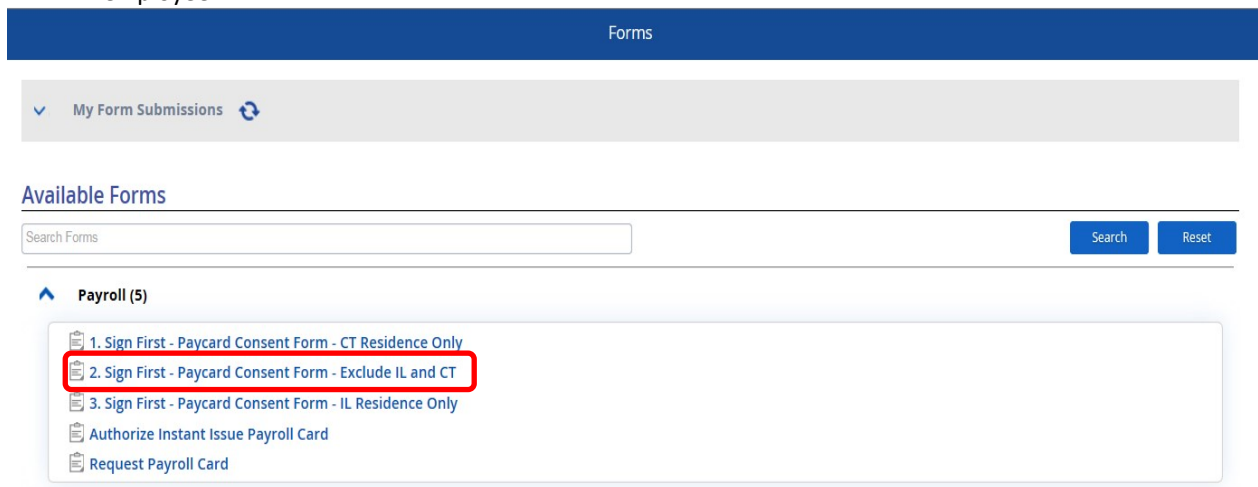 Forms
My Form Submissions
Available Forms
Search Forms
Search Reset
Payroll (5)
1. Sign First - Paycard Consent Form - CT Residence Only
2. Sign First - Paycard Consent Form - Exclude IL and CT
3. Sign First - Paycard Consent Form - IL Residence Only
Authorize Instant Issue Payroll Card
Request Payroll Card